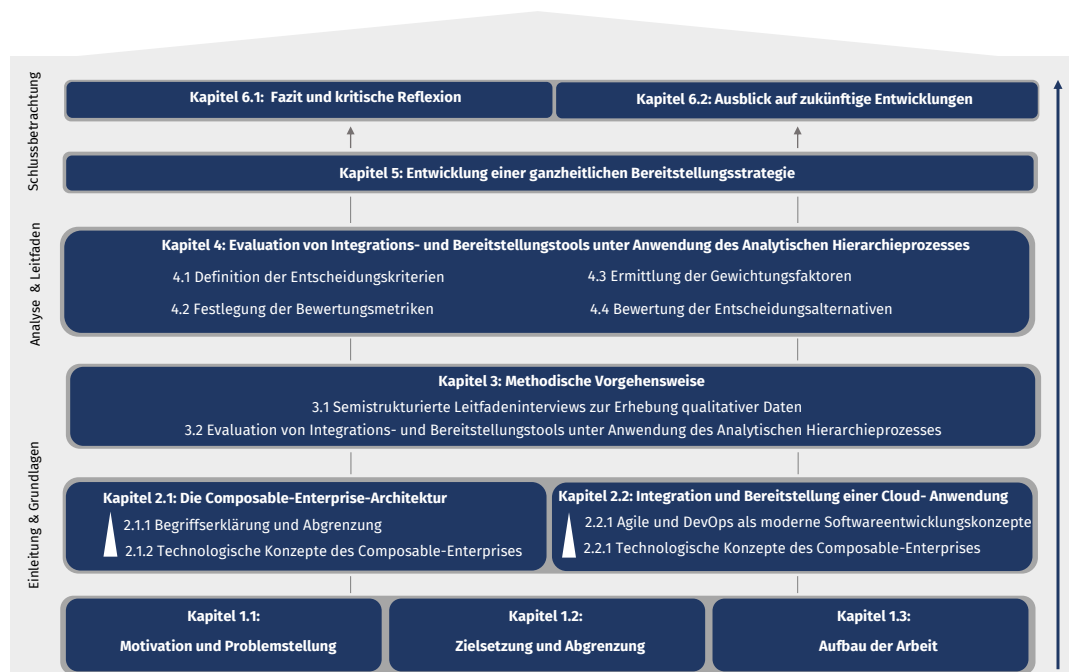 Schlussbetrachtung
Kapitel 6.1: Fazit und kritische Reflexion
Kapitel 6.2: Ausblick auf zukünftige Entwicklungen
Kapitel 5: Entwicklung einer ganzheitlichen Bereitstellungsstrategie
Analyse & Leitfaden
Kapitel 4: Evaluation von Integrations- und Bereitstellungstools unter Anwendung des Analytischen Hierarchieprozesses
4.1 Definition der Entscheidungskriterien
4.2 Festlegung der Bewertungsmetriken
4.3 Ermittlung der Gewichtungsfaktoren
4.4 Bewertung der Entscheidungsalternativen
Einleitung & Grundlagen
Kapitel 3: Methodische Vorgehensweise
3.1 Semistrukturierte Leitfadeninterviews zur Erhebung qualitativer Daten
3.2 Evaluation von Integrations- und Bereitstellungstools unter Anwendung des Analytischen Hierarchieprozesses
Kapitel 2.1: Die Composable-Enterprise-Architektur
2.1.1 Begriffserklärung und Abgrenzung
2.1.2 Technologische Konzepte des Composable-Enterprises
Kapitel 2.2: Integration und Bereitstellung einer Cloud- Anwendung
2.2.1 Agile und DevOps als moderne Softwareentwicklungskonzepte
2.2.1 Technologische Konzepte des Composable-Enterprises
Kapitel 1.1:
Motivation und Problemstellung
Kapitel 1.2:
Zielsetzung und Abgrenzung
Kapitel 1.3:
Aufbau der Arbeit